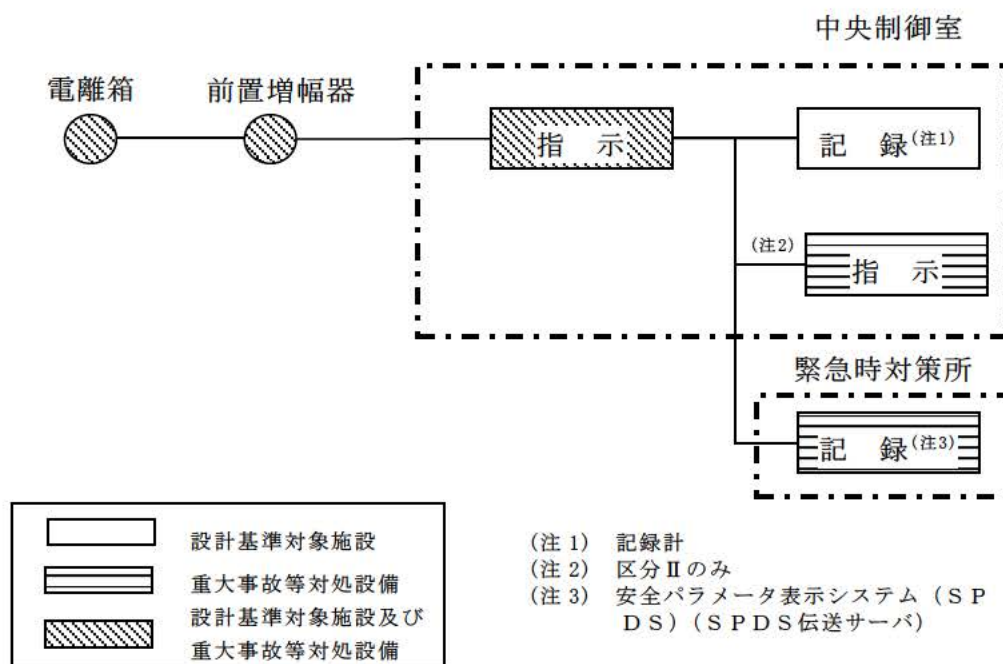 中央制御室
電離箱
前置増幅器
指 示
記 録(注1)
(注2)
指 示
緊急時対策所
記 録(注3)
設計基準対象施設
重大事故等対処設備
設計基準対象施設及び
重大事故等対処設備
(注1) 記録計
(注2) 区分Ⅱのみ
(注3) 安全パラメータ表示システム(SP
DS)(SPDS伝送サーバ)